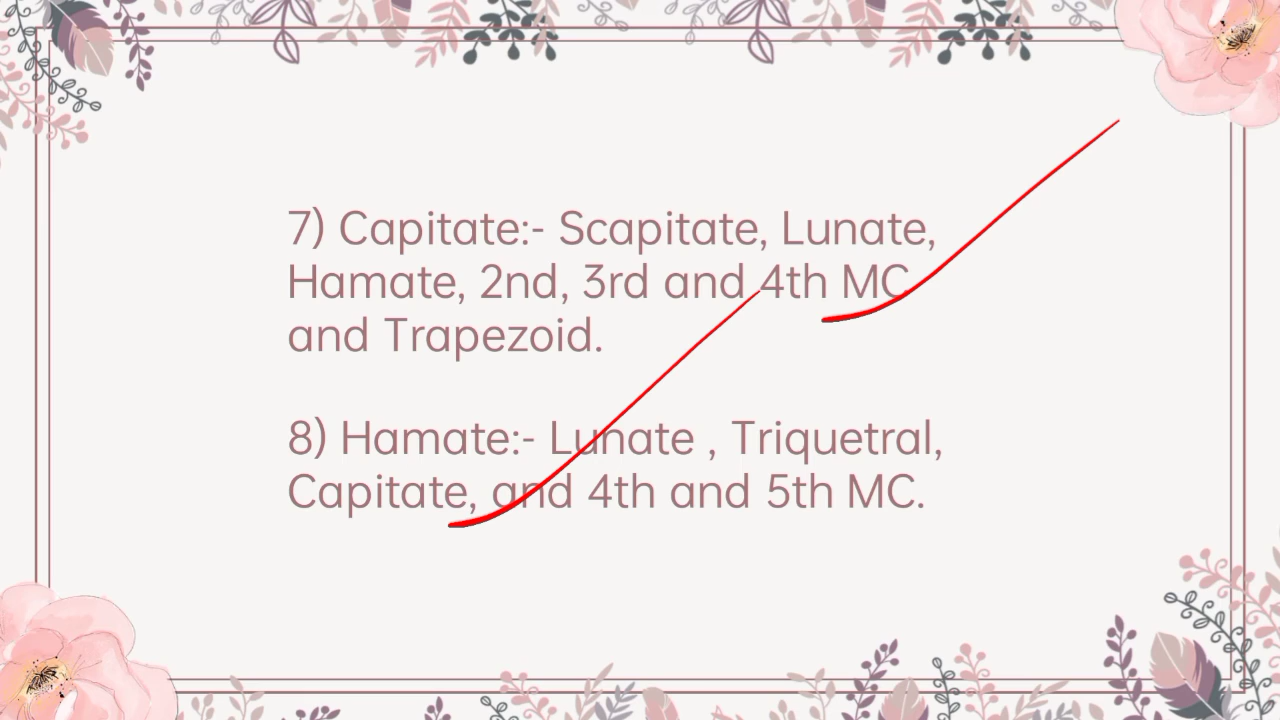 7) Capitate:- Scapitate, Lunate,
Hamate, 2nd, 3rd and 4th MC
and Trapezoid.
8) Hamate:- Lunate , Triquetral,
Capitate, and 4th and 5th MC.